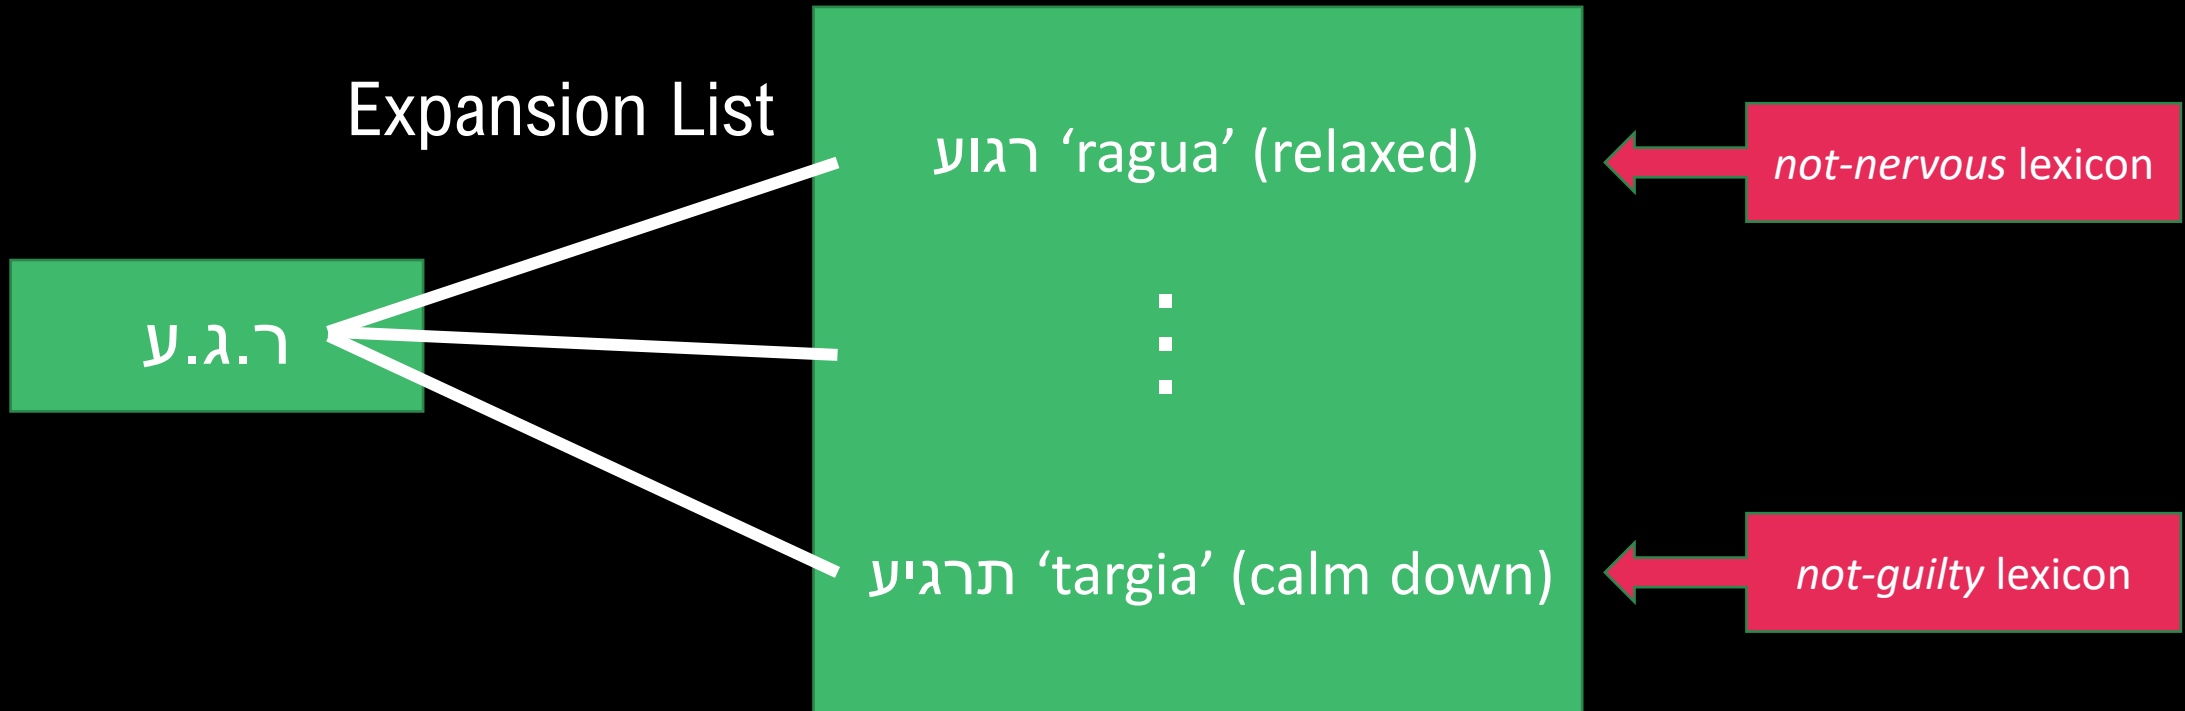 Expansion List
ר.ג.ע
רגוע ‘ragua’ (relaxed)
תרגיע ‘targia’ (calm down)
not-nervous lexicon
not-guilty lexicon